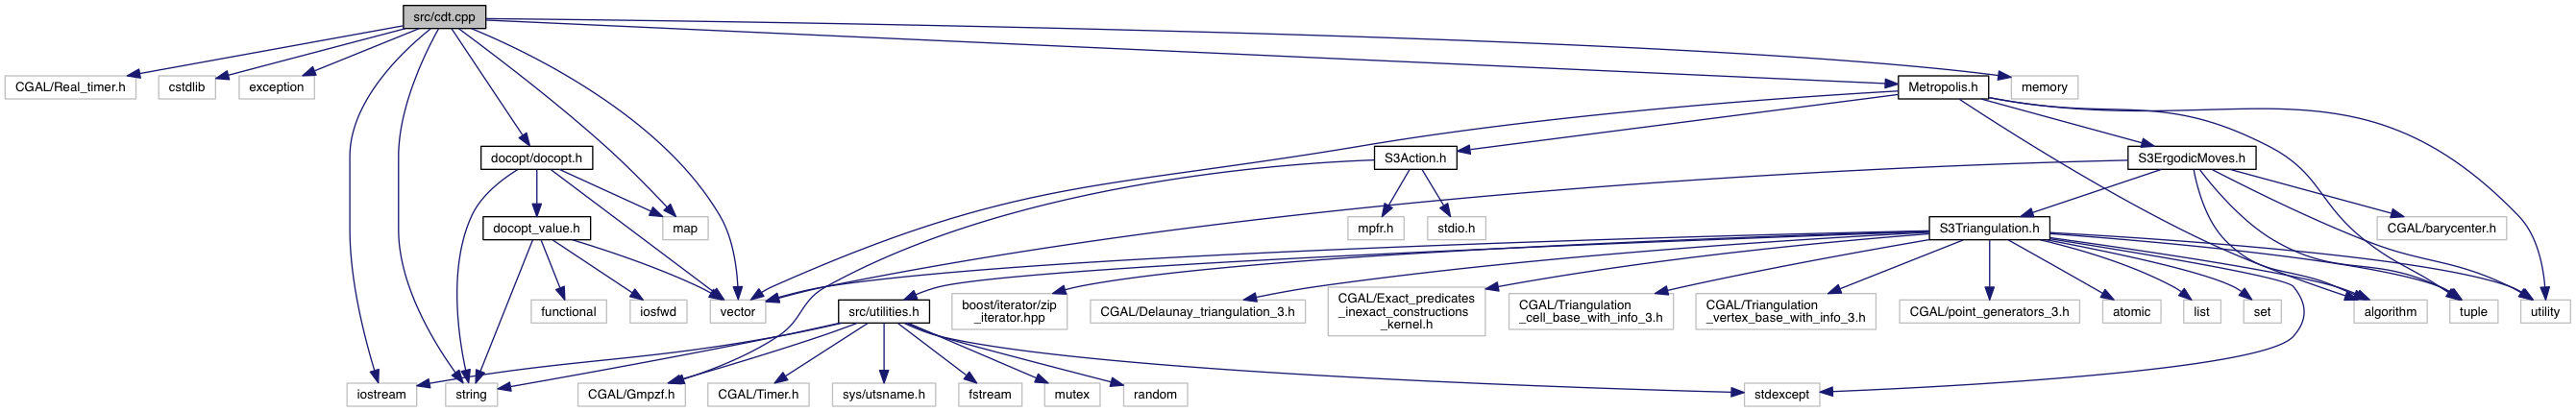 src/cdt.cpp
CGAL/Real_timer.h
cstdlib
exception
Metropolis.h
memory
docopt/docopt.h
S3Action.h
S3ErgodicMoves.h
docopt_value.h
map
mpfr.h
stdio.h
S3Triangulation.h
CGAL/barycenter.h
functional
iosfwd
vector
src/utilities.h
boost/iterator/zip
_iterator.hpp
CGAL/Delaunay_triangulation_3.h
CGAL/Exact_predicates
_inexact_constructions
_kernel.h
CGAL/Triangulation
_cell_base_with_info_3.h
CGAL/Triangulation
_vertex_base_with_info_3.h
CGAL/point_generators_3.h
atomic
list
set
algorithm
tuple
utility
iostream
string
CGAL/Gmpzf.h
CGAL/Timer.h
sys/utsname.h
fstream
mutex
random
stdexcept